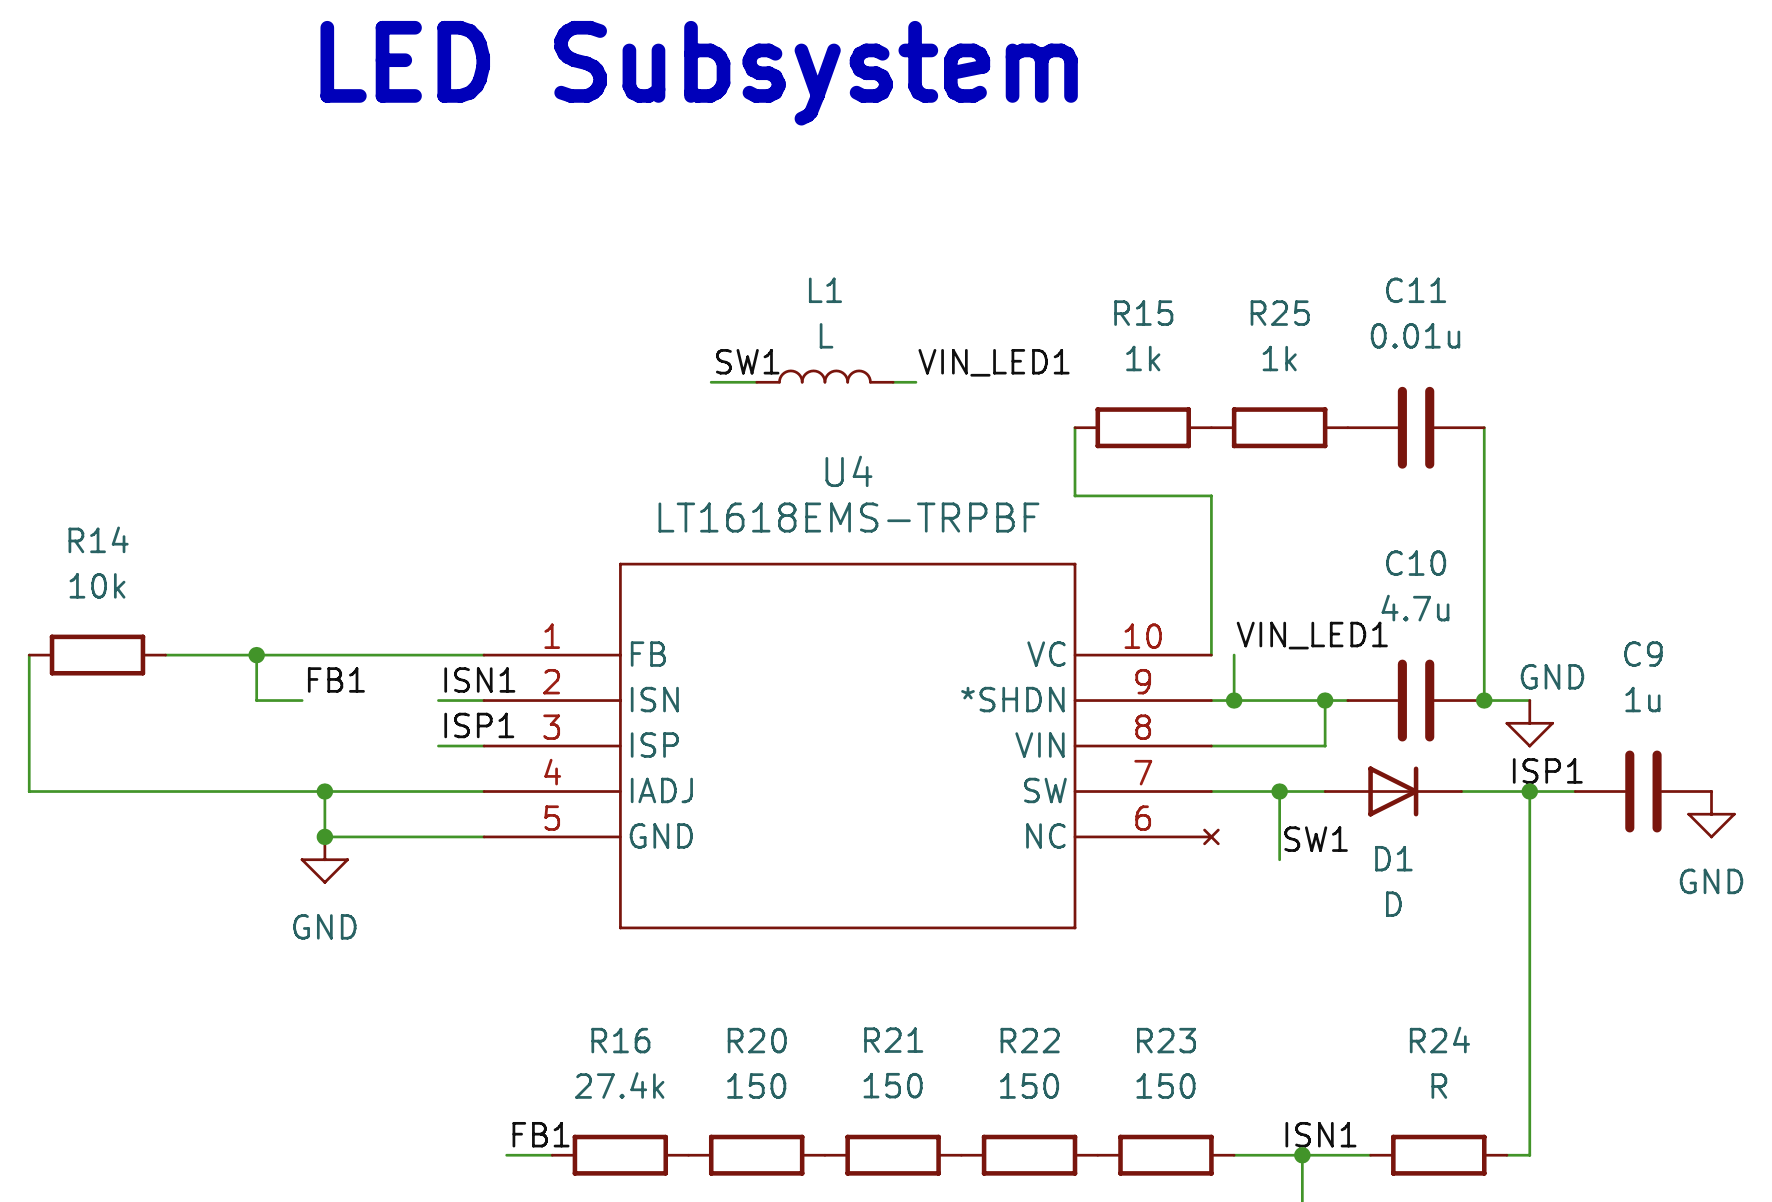 LED Subsystem
L1
L
SW1
VIN_LED1
R15
1k
R25
1k
C11
0.01u
U4
LT1618EMS-TRPBF
R14
10k
FB1
1
FB
ISN1
2
ISN
ISP1
3
ISP
4
IADJ
5
GND
GND
VC
10
*SHDN
9
VIN
8
SW
7
NC
6
VIN_LED1
C10
4.7u
GND
C9
1u
ISP1
GND
SW1
D1
D
R16
27.4k
R20
150
R21
150
R22
150
R23
150
R24
R
FB1
ISN1